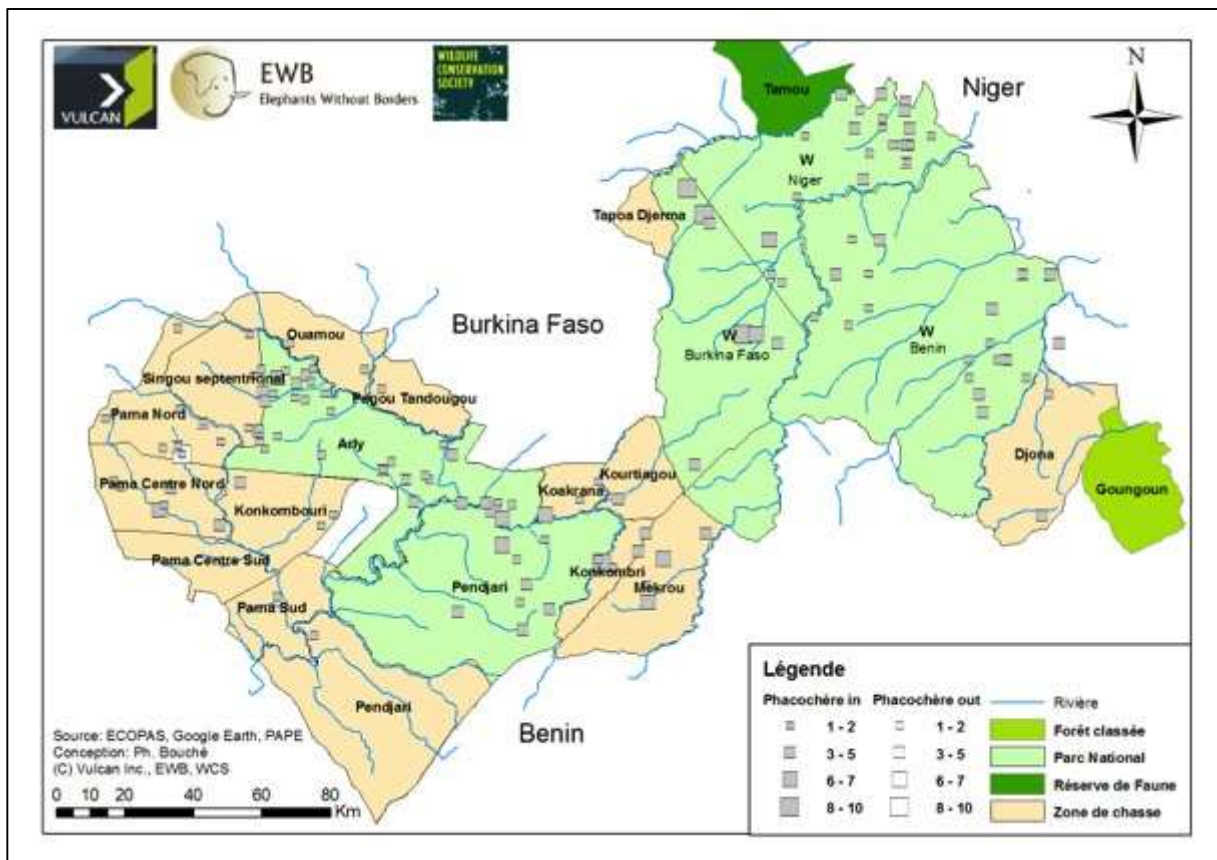 VULCAN
EWB
Elephants Without Borders
WILDLIFE
CONSERVATION
SOCIETY
N
Niger
Tamou
W
Niger
Tapoa Djerma
Burkina Faso
Ouamou
Singou septentrional
Pagou Tandougou
Pama Nord
Arly
W
Burkina Faso
W
Benin
Pama Centre Nord
Konkombouri
Koakrana
Kourtiagou
Djona
Goungoun
Pama Centre Sud
Pendjari
Konkombri
Mekrou
Pama Sud
Pendjari
Benin
Source: ECOPAS, Google Earth, PAPE
Conception: Ph. Bouché
(C) Vulcan Inc., EWB, WCS
0 10 20 40 60 80
Km
Légende
Phacochère in Phacochère out Rivière
1 - 2 1 - 2 Forêt classée
3 - 5 3 - 5 Parc National
6 - 7 6 - 7 Réserve de Faune
8 - 10 8 - 10 Zone de chasse